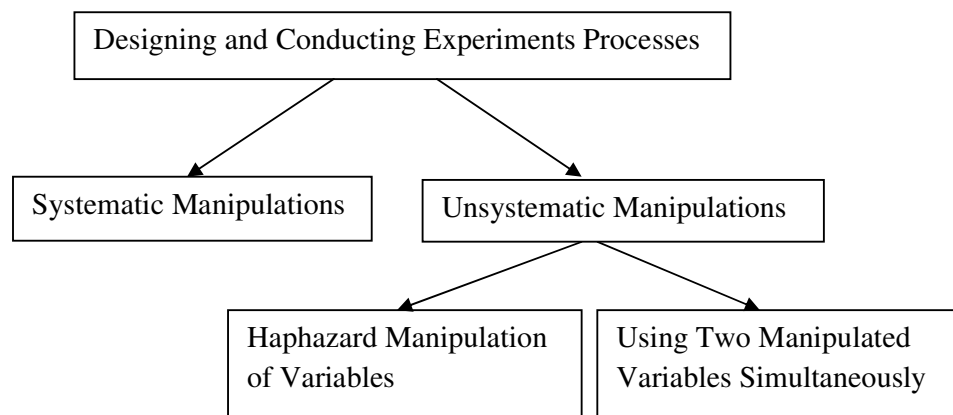 Designing and Conducting Experiments Processes
Systematic Manipulations
Unsystematic Manipulations
Haphazard Manipulation
of Variables
Using Two Manipulated
Variables Simultaneously